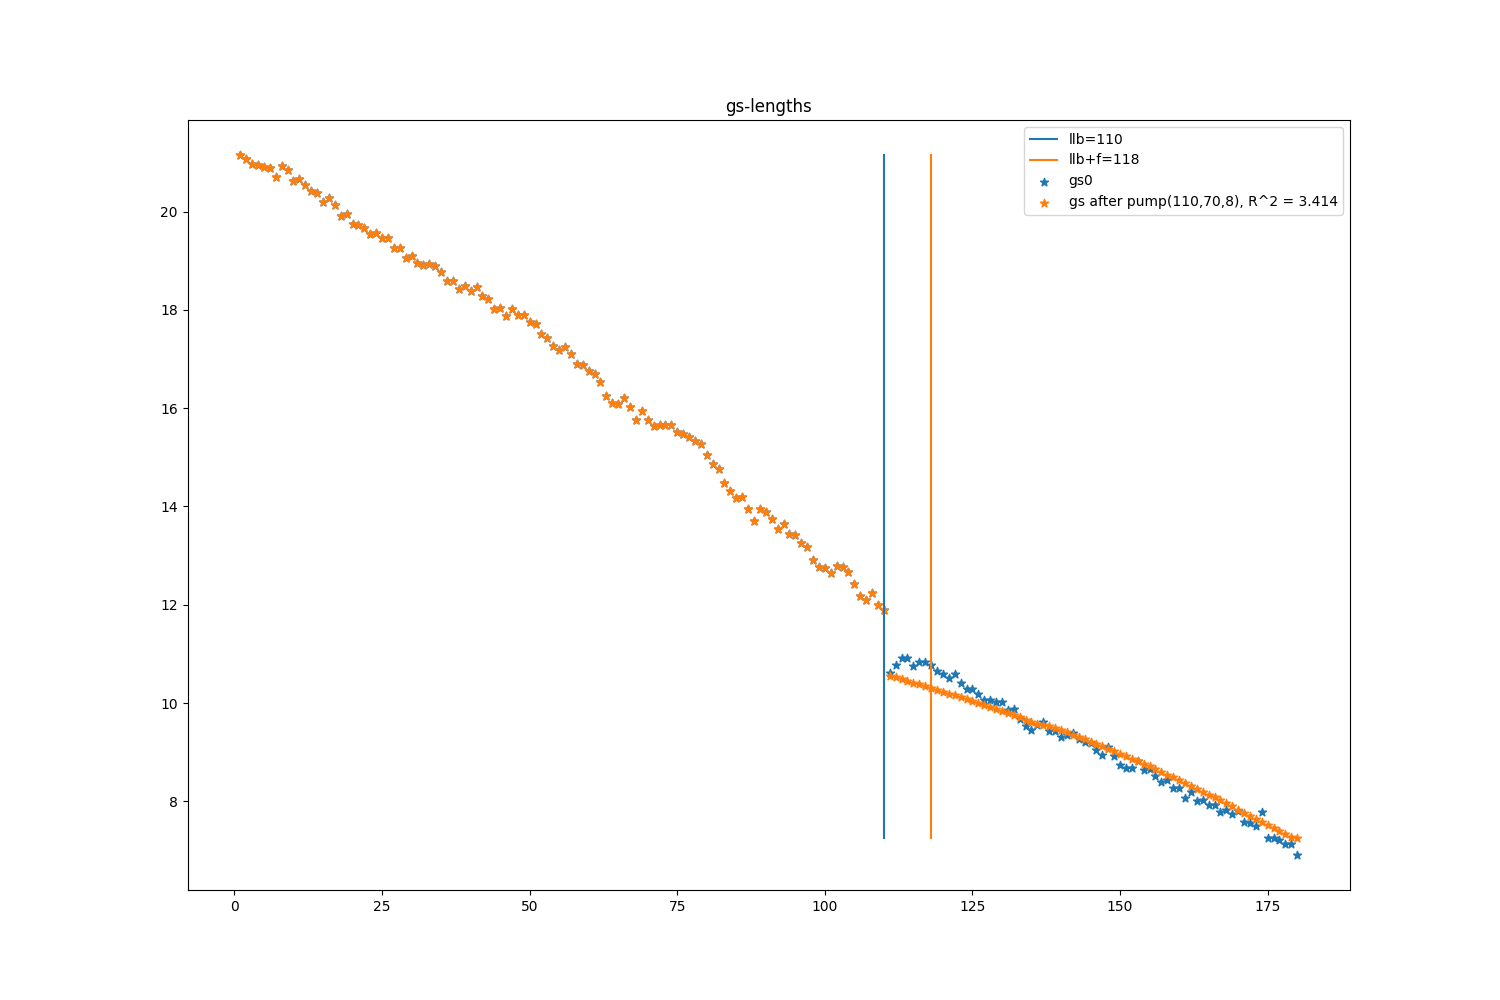 gs-lengths
llb=110
llb+f=118
gs0
gs after pump(110,70,8), R^2 = 3.414
20
18
16
14
12
10
8
0 25 50 75 100 125 150 175